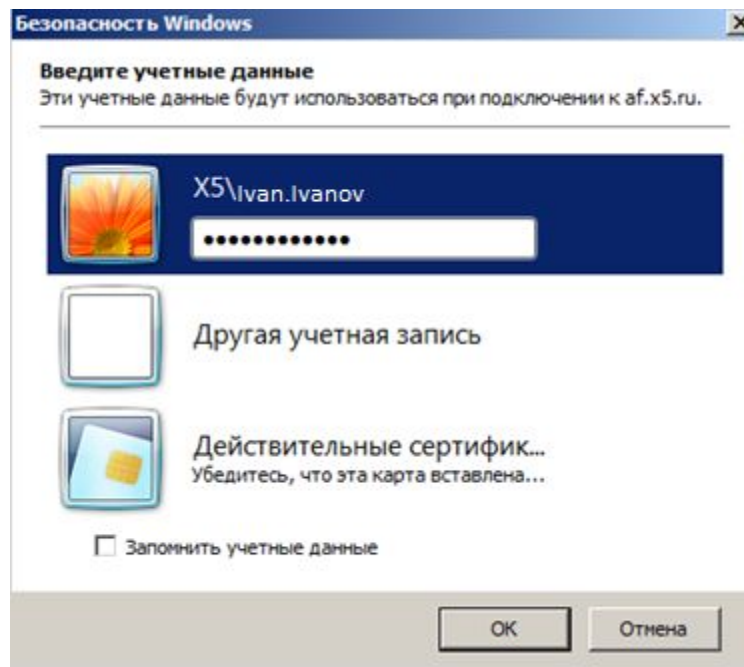 Безопасность Windows
Введите учетные данные
Эти учетные данные будут использоваться при подключении к af.x5.ru.
X5\Ivan.Ivanov
••••••••••••
Другая учетная запись
Действительные сертифик...
Убедитесь, что эта карта вставлена...
Запомнить учетные данные
ОК Отмена